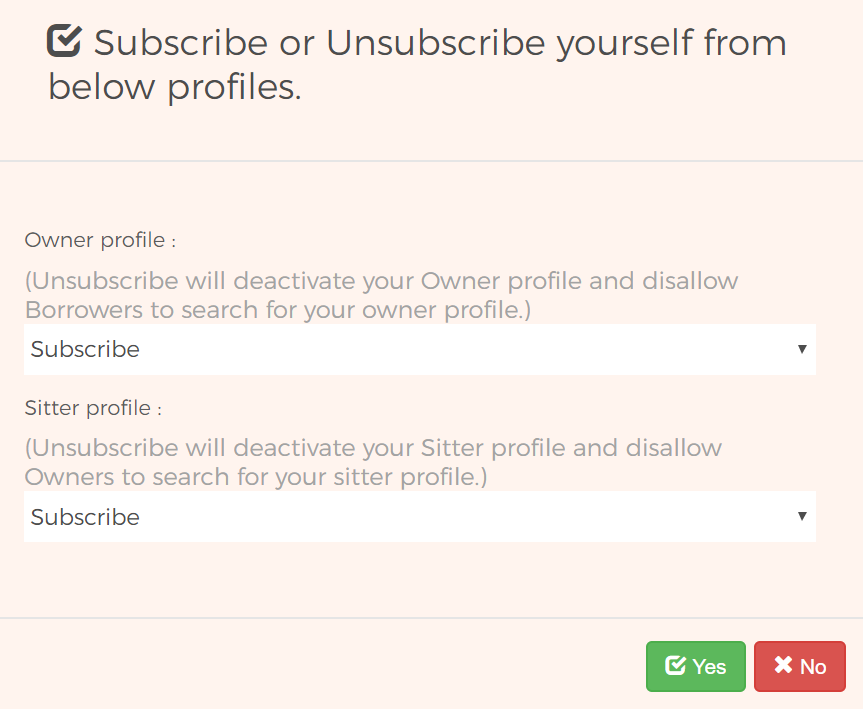 Subscribe or Unsubscribe yourself from
below profiles.
Owner profile :
(Unsubscribe will deactivate your Owner profile and disallow
Borrowers to search for your owner profile.)
Subscribe
Sitter profile :
(Unsubscribe will deactivate your Sitter profile and disallow
Owners to search for your sitter profile.)
Subscribe
Yes No